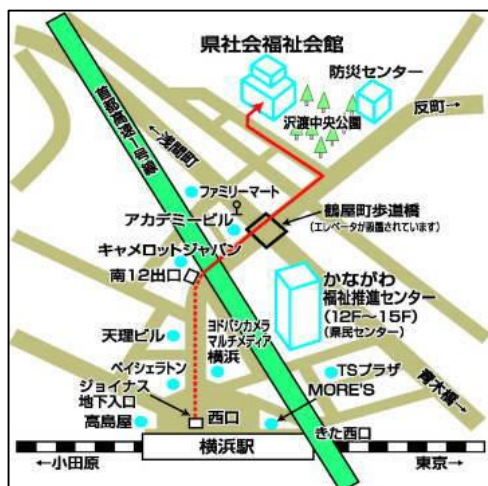 県社会福祉会館
防災センター
反町→
沢渡中央公園
←浅間町
ファミリーマート
アカデミービル
鶴屋町歩道橋
(エレベータが設置されています)
キャメロットジャパン
南12出口
かながわ
福祉推進センター
(12F~15F)
(県民センター)
天理ビル
ヨドバシカメラ
マルチメディア
横浜
ベイシェラトン
TSプラザ
青木橋→
ジョイナス
地下入口
西口
MORE'S
高島屋
きた西口
横浜駅
←小田原
東京→